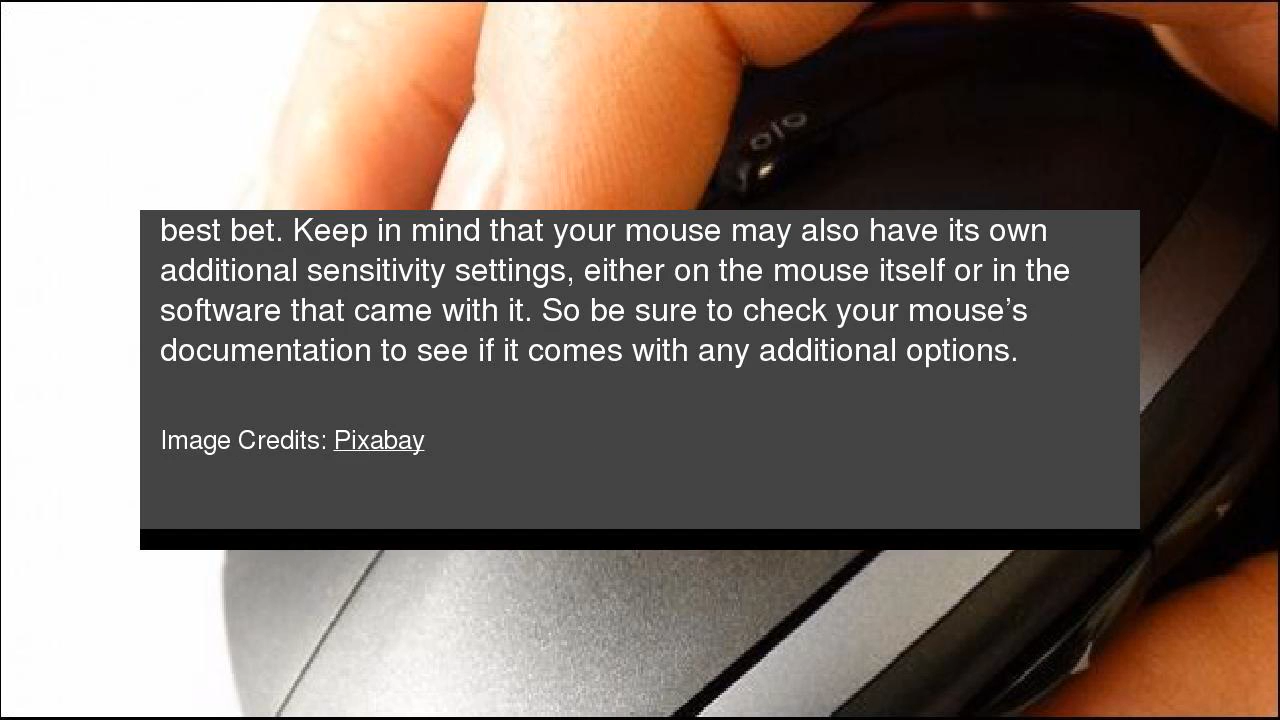 best bet. Keep in mind that your mouse may also have its own
additional sensitivity settings, either on the mouse itself or in the
software that came with it. So be sure to check your mouse’s
documentation to see if it comes with any additional options.
Image Credits: Pixabay